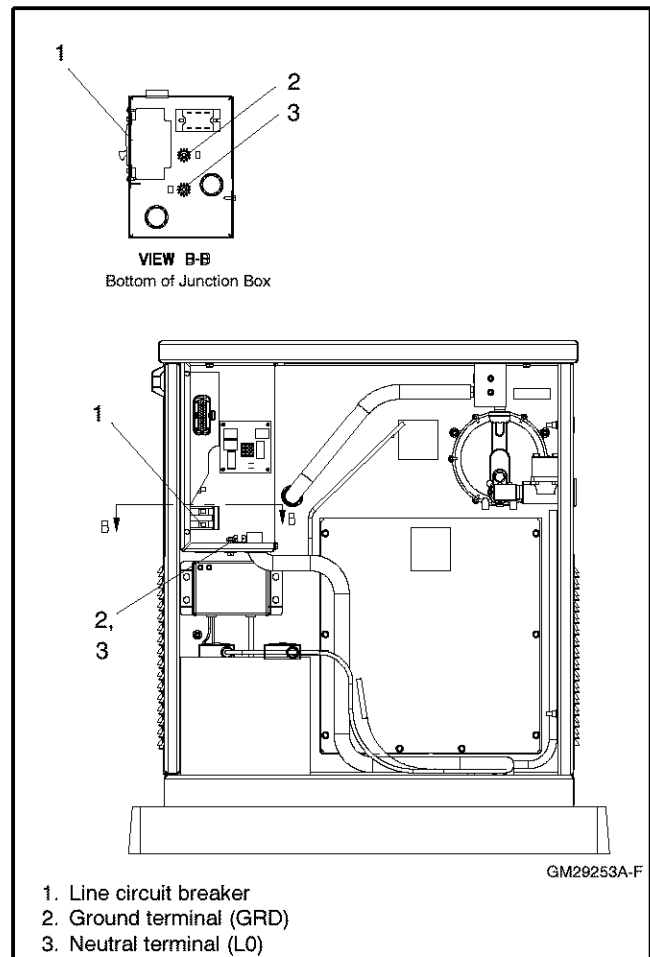 1
2
3
VIEW B-B
Bottom of Junction Box
1
B
B
2,
3
GM29253A-F
1. Line circuit breaker
2. Ground terminal (GRD)
3. Neutral terminal (L0)